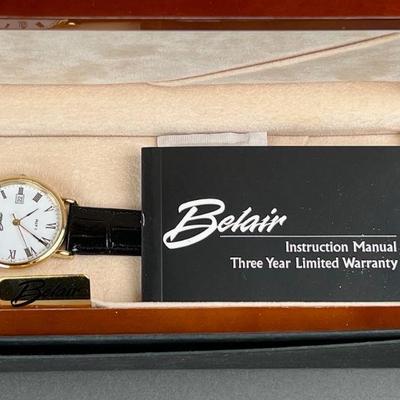 Belair
Instruction Manual
Three Year Limited Warranty
Belair